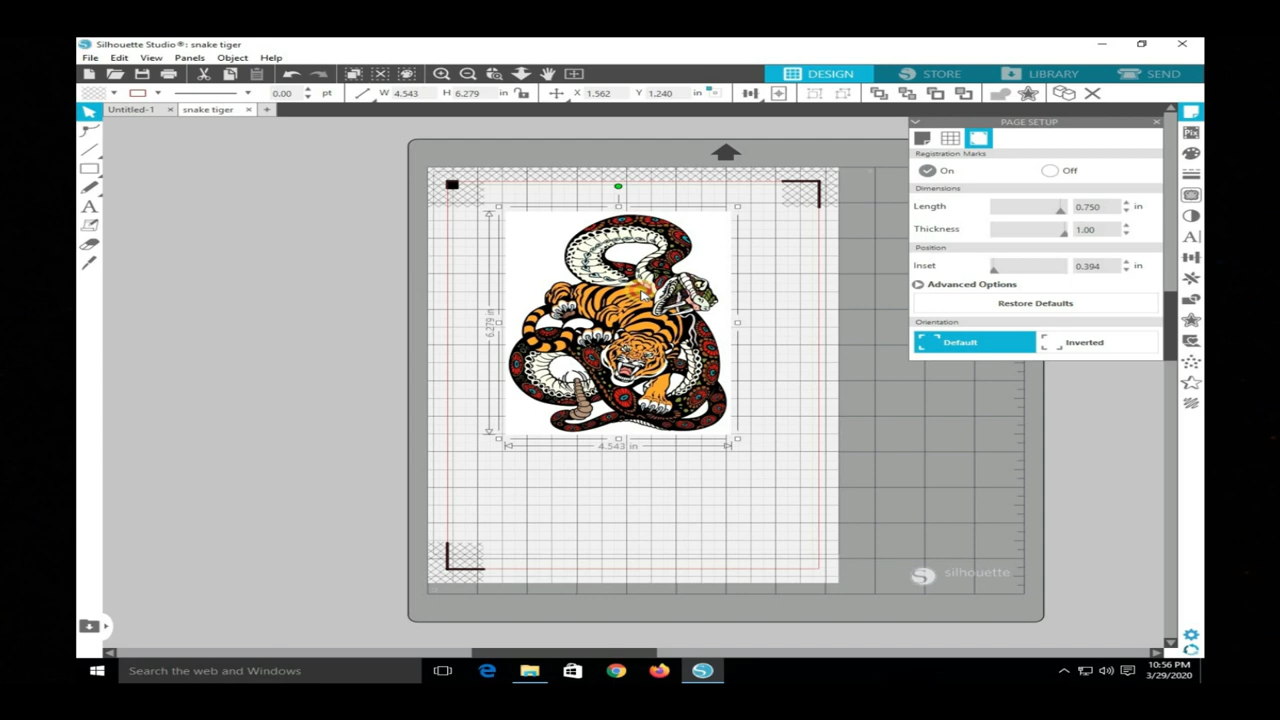 Silhouette Studio®: snake tiger
File Edit View Panels Object Help
DESIGN STORE LIBRARY SEND
0.00 pt W 4.543 H 6.279 in X 1.562 Y 1.240 in
Untitled-1 snake tiger
PAGE SETUP
Pix
Registration Marks
On Off
Dimensions
Length 0.750 in
Thickness 1.00
Position
Inset 0.394 in
Advanced Options
Restore Defaults
Orientation
Default Inverted
6.279 in
4.543 in
silhouette
Search the web and Windows
10:56 PM
3/29/2020